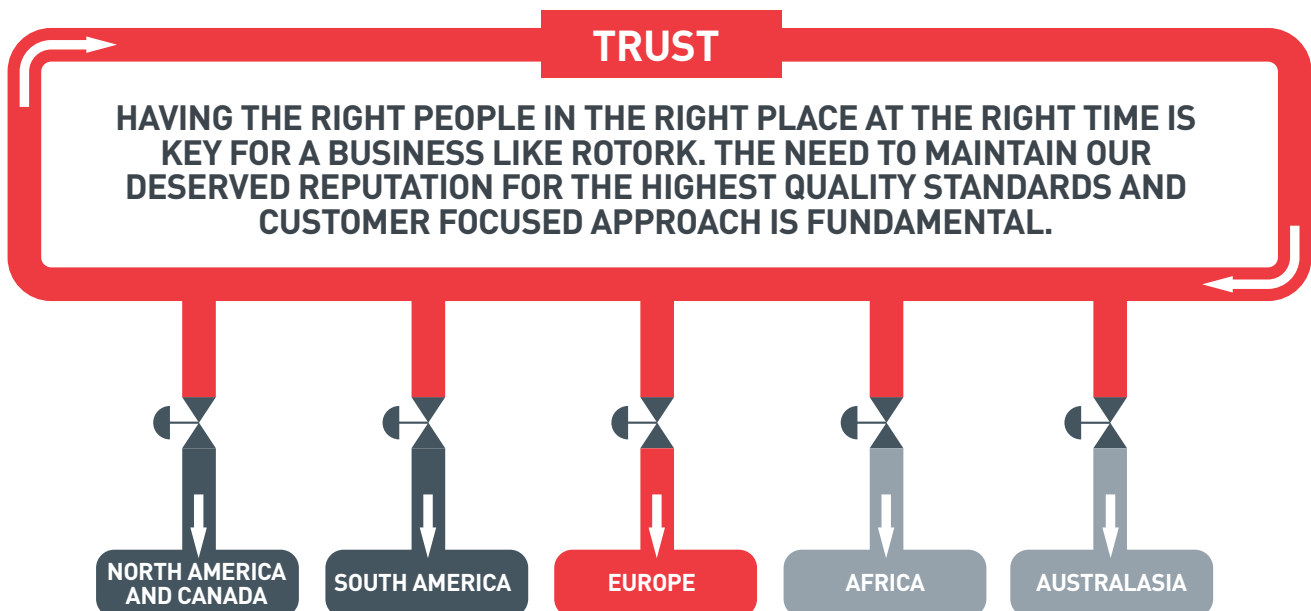 TRUST
HAVING THE RIGHT PEOPLE IN THE RIGHT PLACE AT THE RIGHT TIME IS
KEY FOR A BUSINESS LIKE ROTORK. THE NEED TO MAINTAIN OUR
DESERVED REPUTATION FOR THE HIGHEST QUALITY STANDARDS AND
CUSTOMER FOCUSED APPROACH IS FUNDAMENTAL.
NORTH AMERICA
AND CANADA
SOUTH AMERICA
EUROPE
AFRICA
AUSTRALASIA